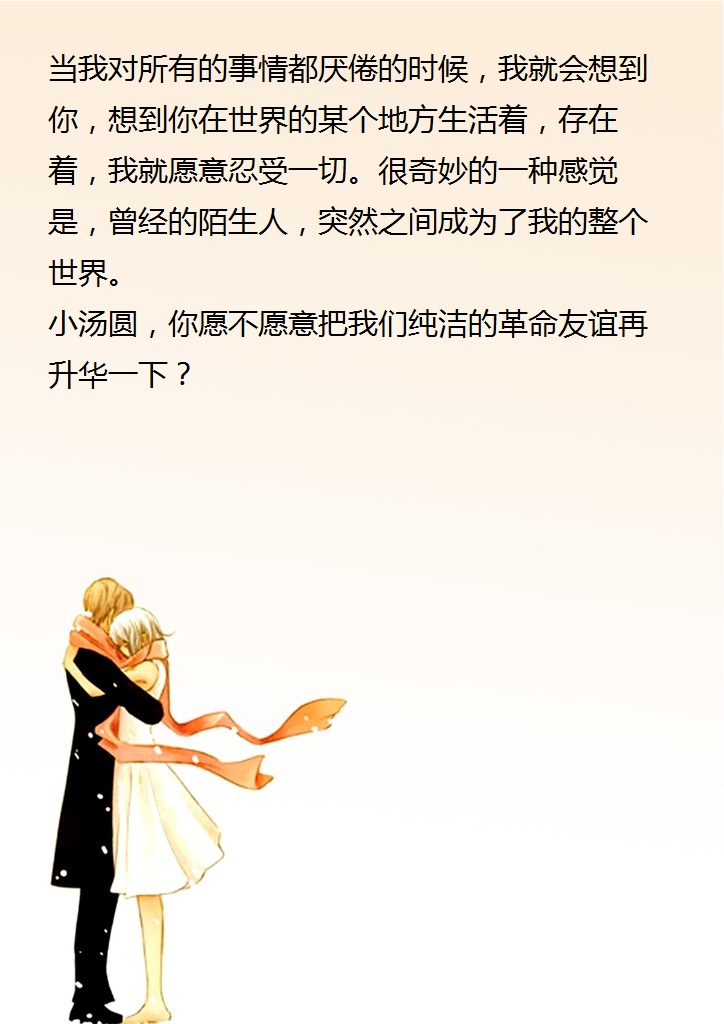 当我对所有的事情都厌倦的时候，我就会想到
你，想到你在世界的某个地方生活着，存在
着，我就愿意忍受一切。很奇妙的一种感觉
是，曾经的陌生人，突然之间成为了我的整个
世界。
小汤圆，你愿不愿意把我们纯洁的革命友谊再
升华一下？